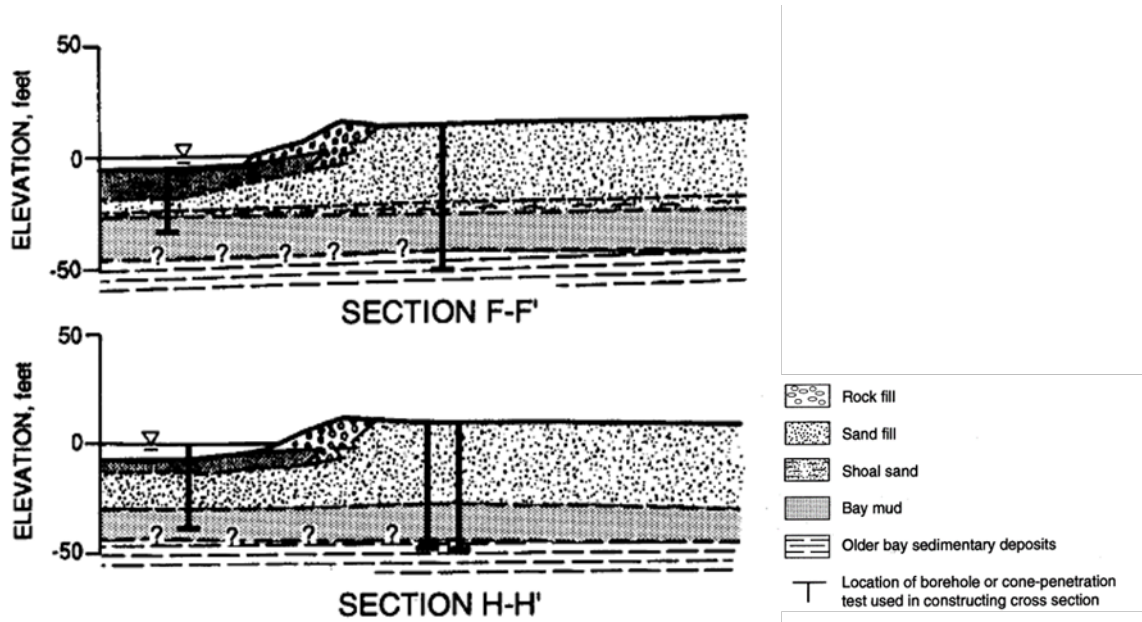 ELEVATION, feet
50
0
-50
? ? ? ? ?
SECTION F-F'
ELEVATION, feet
50
0
-50
? ? ? ?
SECTION H-H'
Rock fill
Sand fill
Shoal sand
Bay mud
Older bay sedimentary deposits
Location of borehole or cone-penetration
test used in constructing cross section